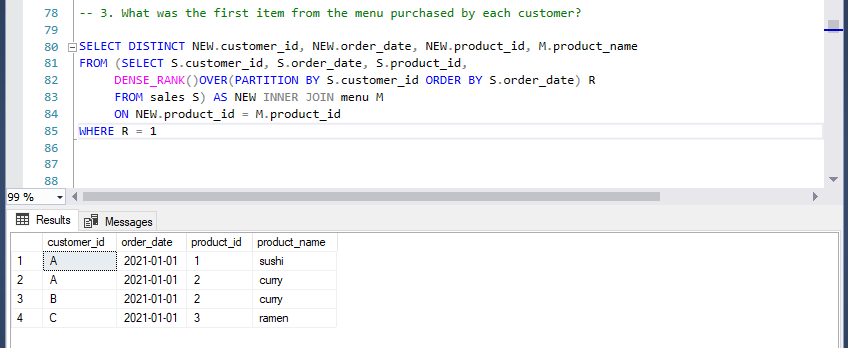 78 -- 3. What was the first item from the menu purchased by each customer?
79
80 SELECT DISTINCT NEW.customer_id, NEW.order_date, NEW.product_id, M.product_name
81 FROM (SELECT S.customer_id, S.order_date, S.product_id,
82 DENSE_RANK()OVER(PARTITION BY S.customer_id ORDER BY S.order_date) R
83 FROM sales S) AS NEW INNER JOIN menu M
84 ON NEW.product_id = M.product_id
85 WHERE R = 1
86
87
88
99 %
Results Messages
customer_id order_date product_id product_name
1 A 2021-01-01 1 sushi
2 A 2021-01-01 2 curry
3 B 2021-01-01 2 curry
4 C 2021-01-01 3 ramen